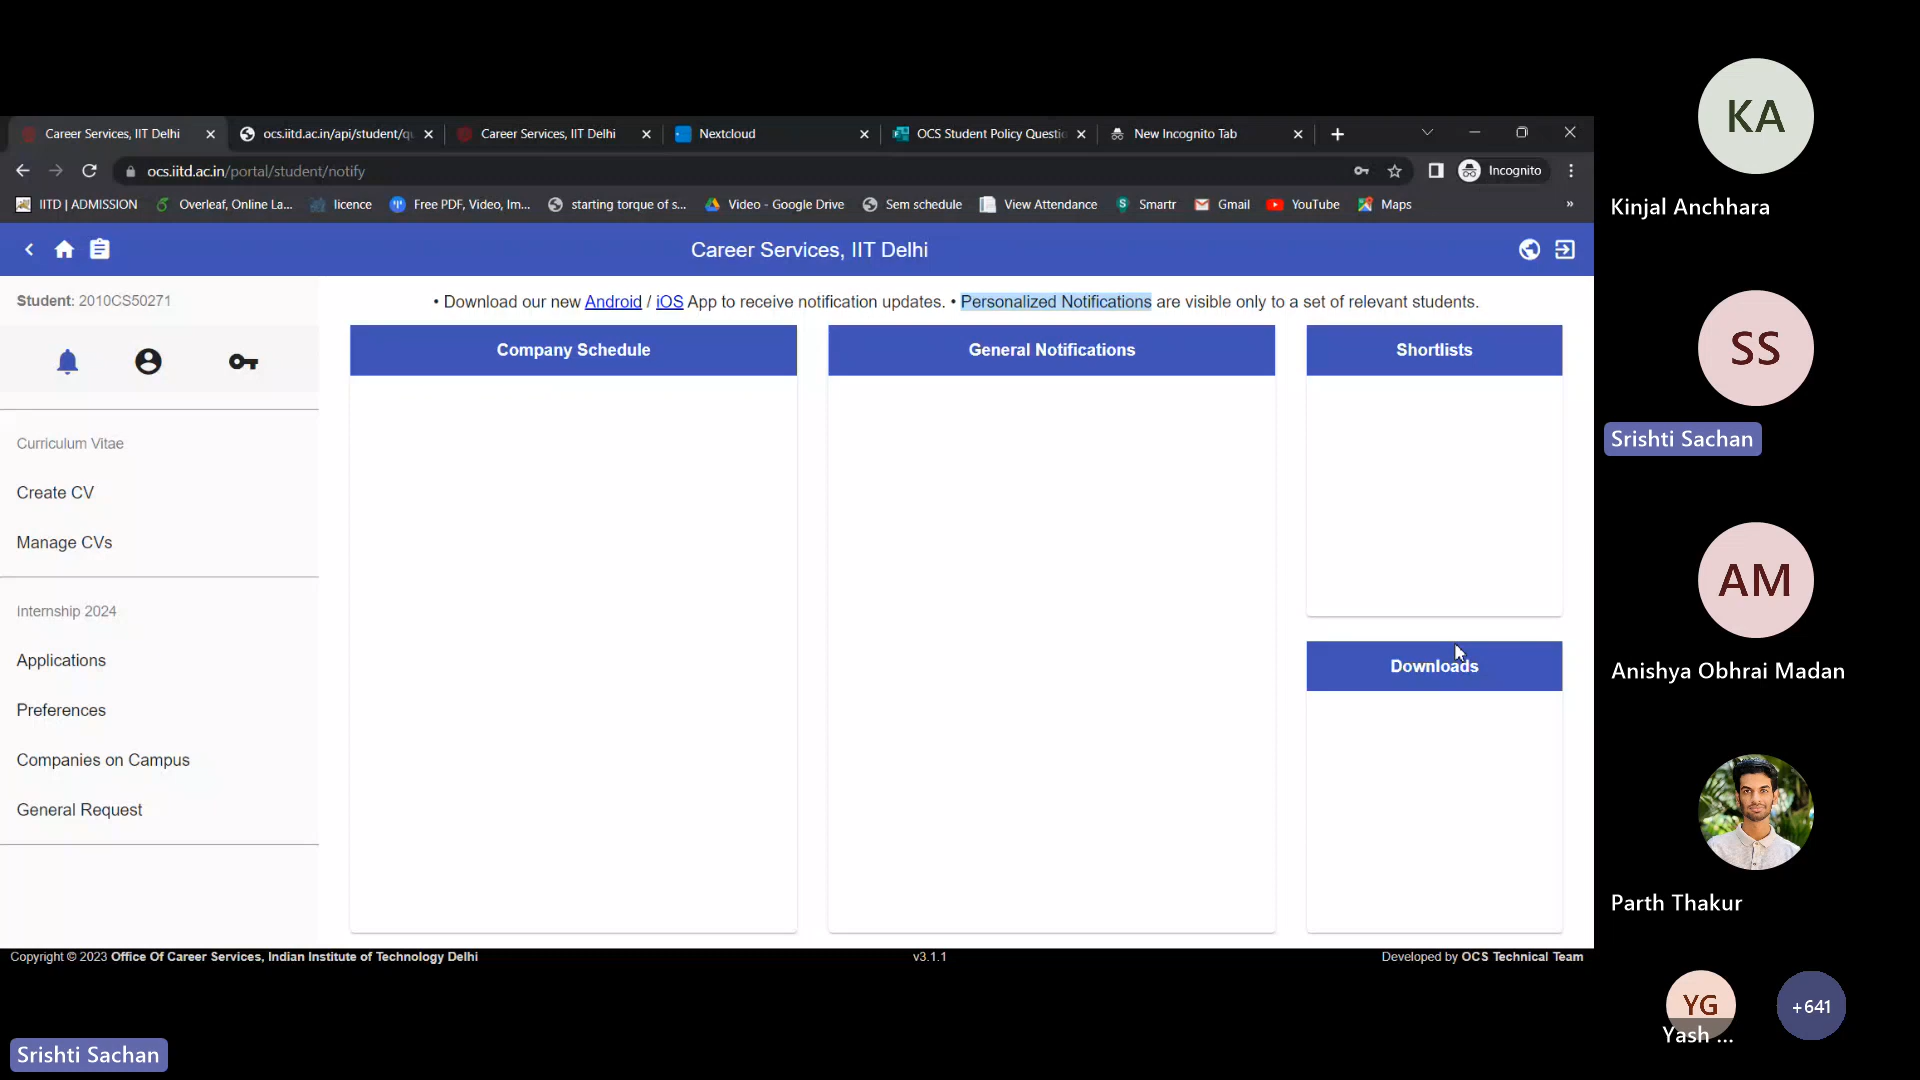 Career Services, IIT Delhi
ocs.iitd.ac.in/api/student/qu
Career Services, IIT Delhi
Nextcloud
OCS Student Policy Questio
New Incognito Tab
ocs.iitd.ac.in/portal/student/notify
Incognito
IITD | ADMISSION
Overleaf, Online La...
licence
Free PDF, Video, Im...
starting torque of s...
Video - Google Drive
Sem schedule
View Attendance
S
Smartr
Gmail
YouTube
Maps
»
Career Services, IIT Delhi
Student: 2010CS50271
• Download our new Android / iOS App to receive notification updates. • Personalized Notifications are visible only to a set of relevant students.
Company Schedule
General Notifications
Shortlists
Downloads
Curriculum Vitae
Create CV
Manage CVs
Internship 2024
Applications
Preferences
Companies on Campus
General Request
Copyright © 2023 Office Of Career Services, Indian Institute of Technology Delhi
v3.1.1
Developed by OCS Technical Team
Srishti Sachan
KA
Kinjal Anchhara
SS
Srishti Sachan
AM
Anishya Obhrai Madan
Parth Thakur
YG
Yash ...
+641